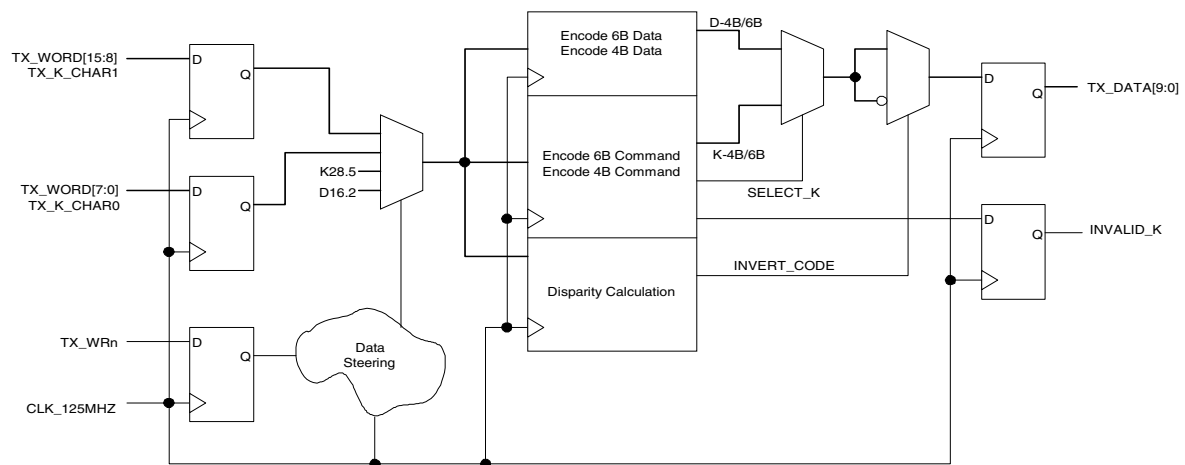 TX_WORD[15:8]
TX_K_CHAR1
D
Q
TX_WORD[7:0]
TX_K_CHAR0
D
Q
K28.5
D16.2
TX_WRn
D
Q
CLK_125MHZ
Data
Steering
Encode 6B Data
Encode 4B Data
Encode 6B Command
Encode 4B Command
Disparity Calculation
D-4B/6B
K-4B/6B
SELECT_K
INVERT_CODE
D
Q
TX_DATA[9:0]
D
Q
INVALID_K